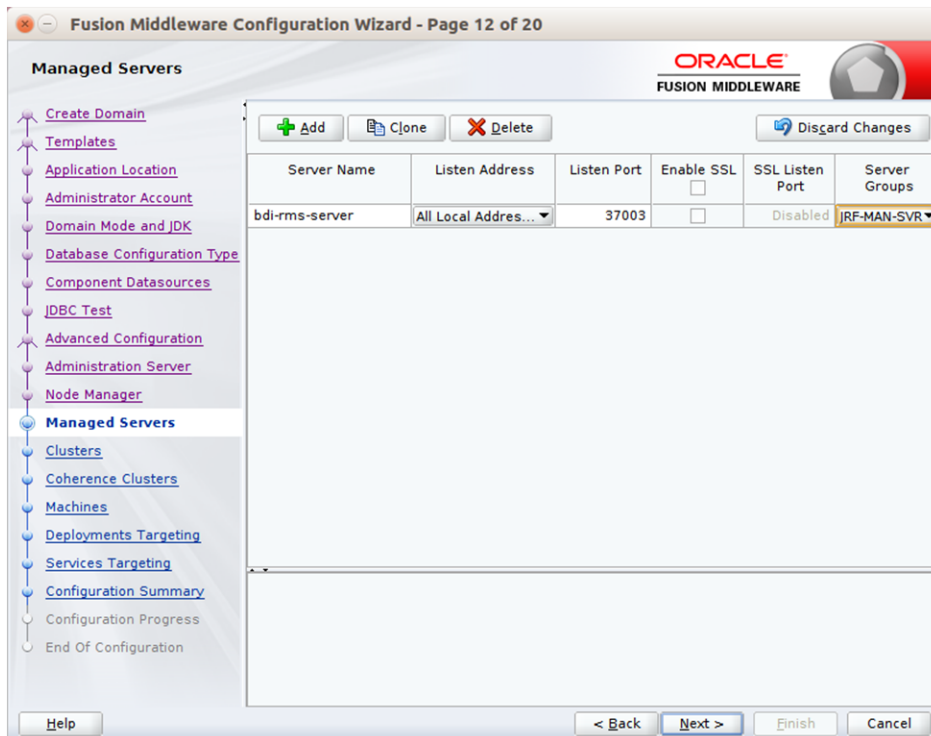 Fusion Middleware Configuration Wizard - Page 12 of 20
Managed Servers
ORACLE
FUSION MIDDLEWARE
Create Domain
Templates
Application Location
Administrator Account
Domain Mode and JDK
Database Configuration Type
Component Datasources
JDBC Test
Advanced Configuration
Administration Server
Node Manager
Managed Servers
Clusters
Coherence Clusters
Machines
Deployments Targeting
Services Targeting
Configuration Summary
Configuration Progress
End Of Configuration
Add Clone Delete Discard Changes
Server Name Listen Address Listen Port Enable SSL SSL Listen Port Server Groups
bdi-rms-server All Local Addres... 37003 Disabled JRF-MAN-SVR
Help < Back Next > Finish Cancel